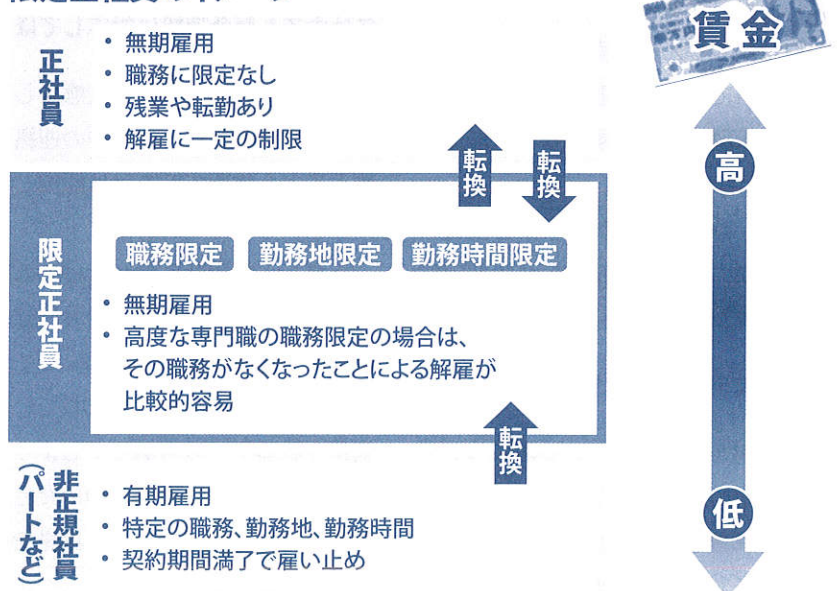 賃金
正社員
• 無期雇用
• 職務に限定なし
• 残業や転勤あり
• 解雇に一定の制限
転換
転換
高
限定正社員
職務限定
勤務地限定
勤務時間限定
• 無期雇用
• 高度な専門職の職務限定の場合は、
その職務がなくなったことによる解雇が
比較的容易
転換
非正規社員
(パートなど)
• 有期雇用
• 特定の職務、勤務地、勤務時間
• 契約期間満了で雇い止め
低